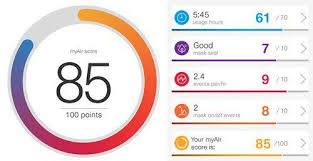 myAir score
85
100 points
5:45
usage hours
61 /70
Good
mask seal
7 /10
2.4
events per/hr
9 /10
2
mask on/off events
8 /10
Your myAir
score is:
85 /100